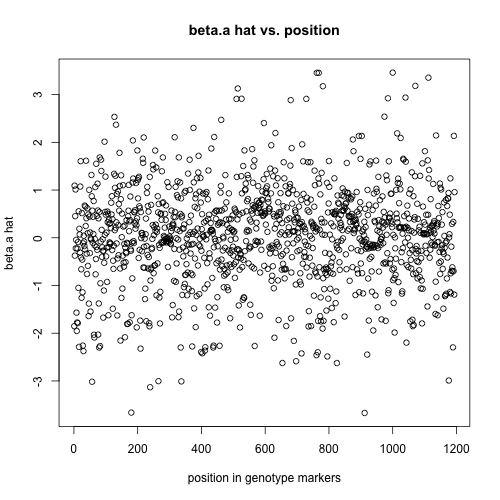 beta.a hat vs. position
beta.a hat
3
2
1
0
-1
-2
-3
0 200 400 600 800 1000 1200
position in genotype markers